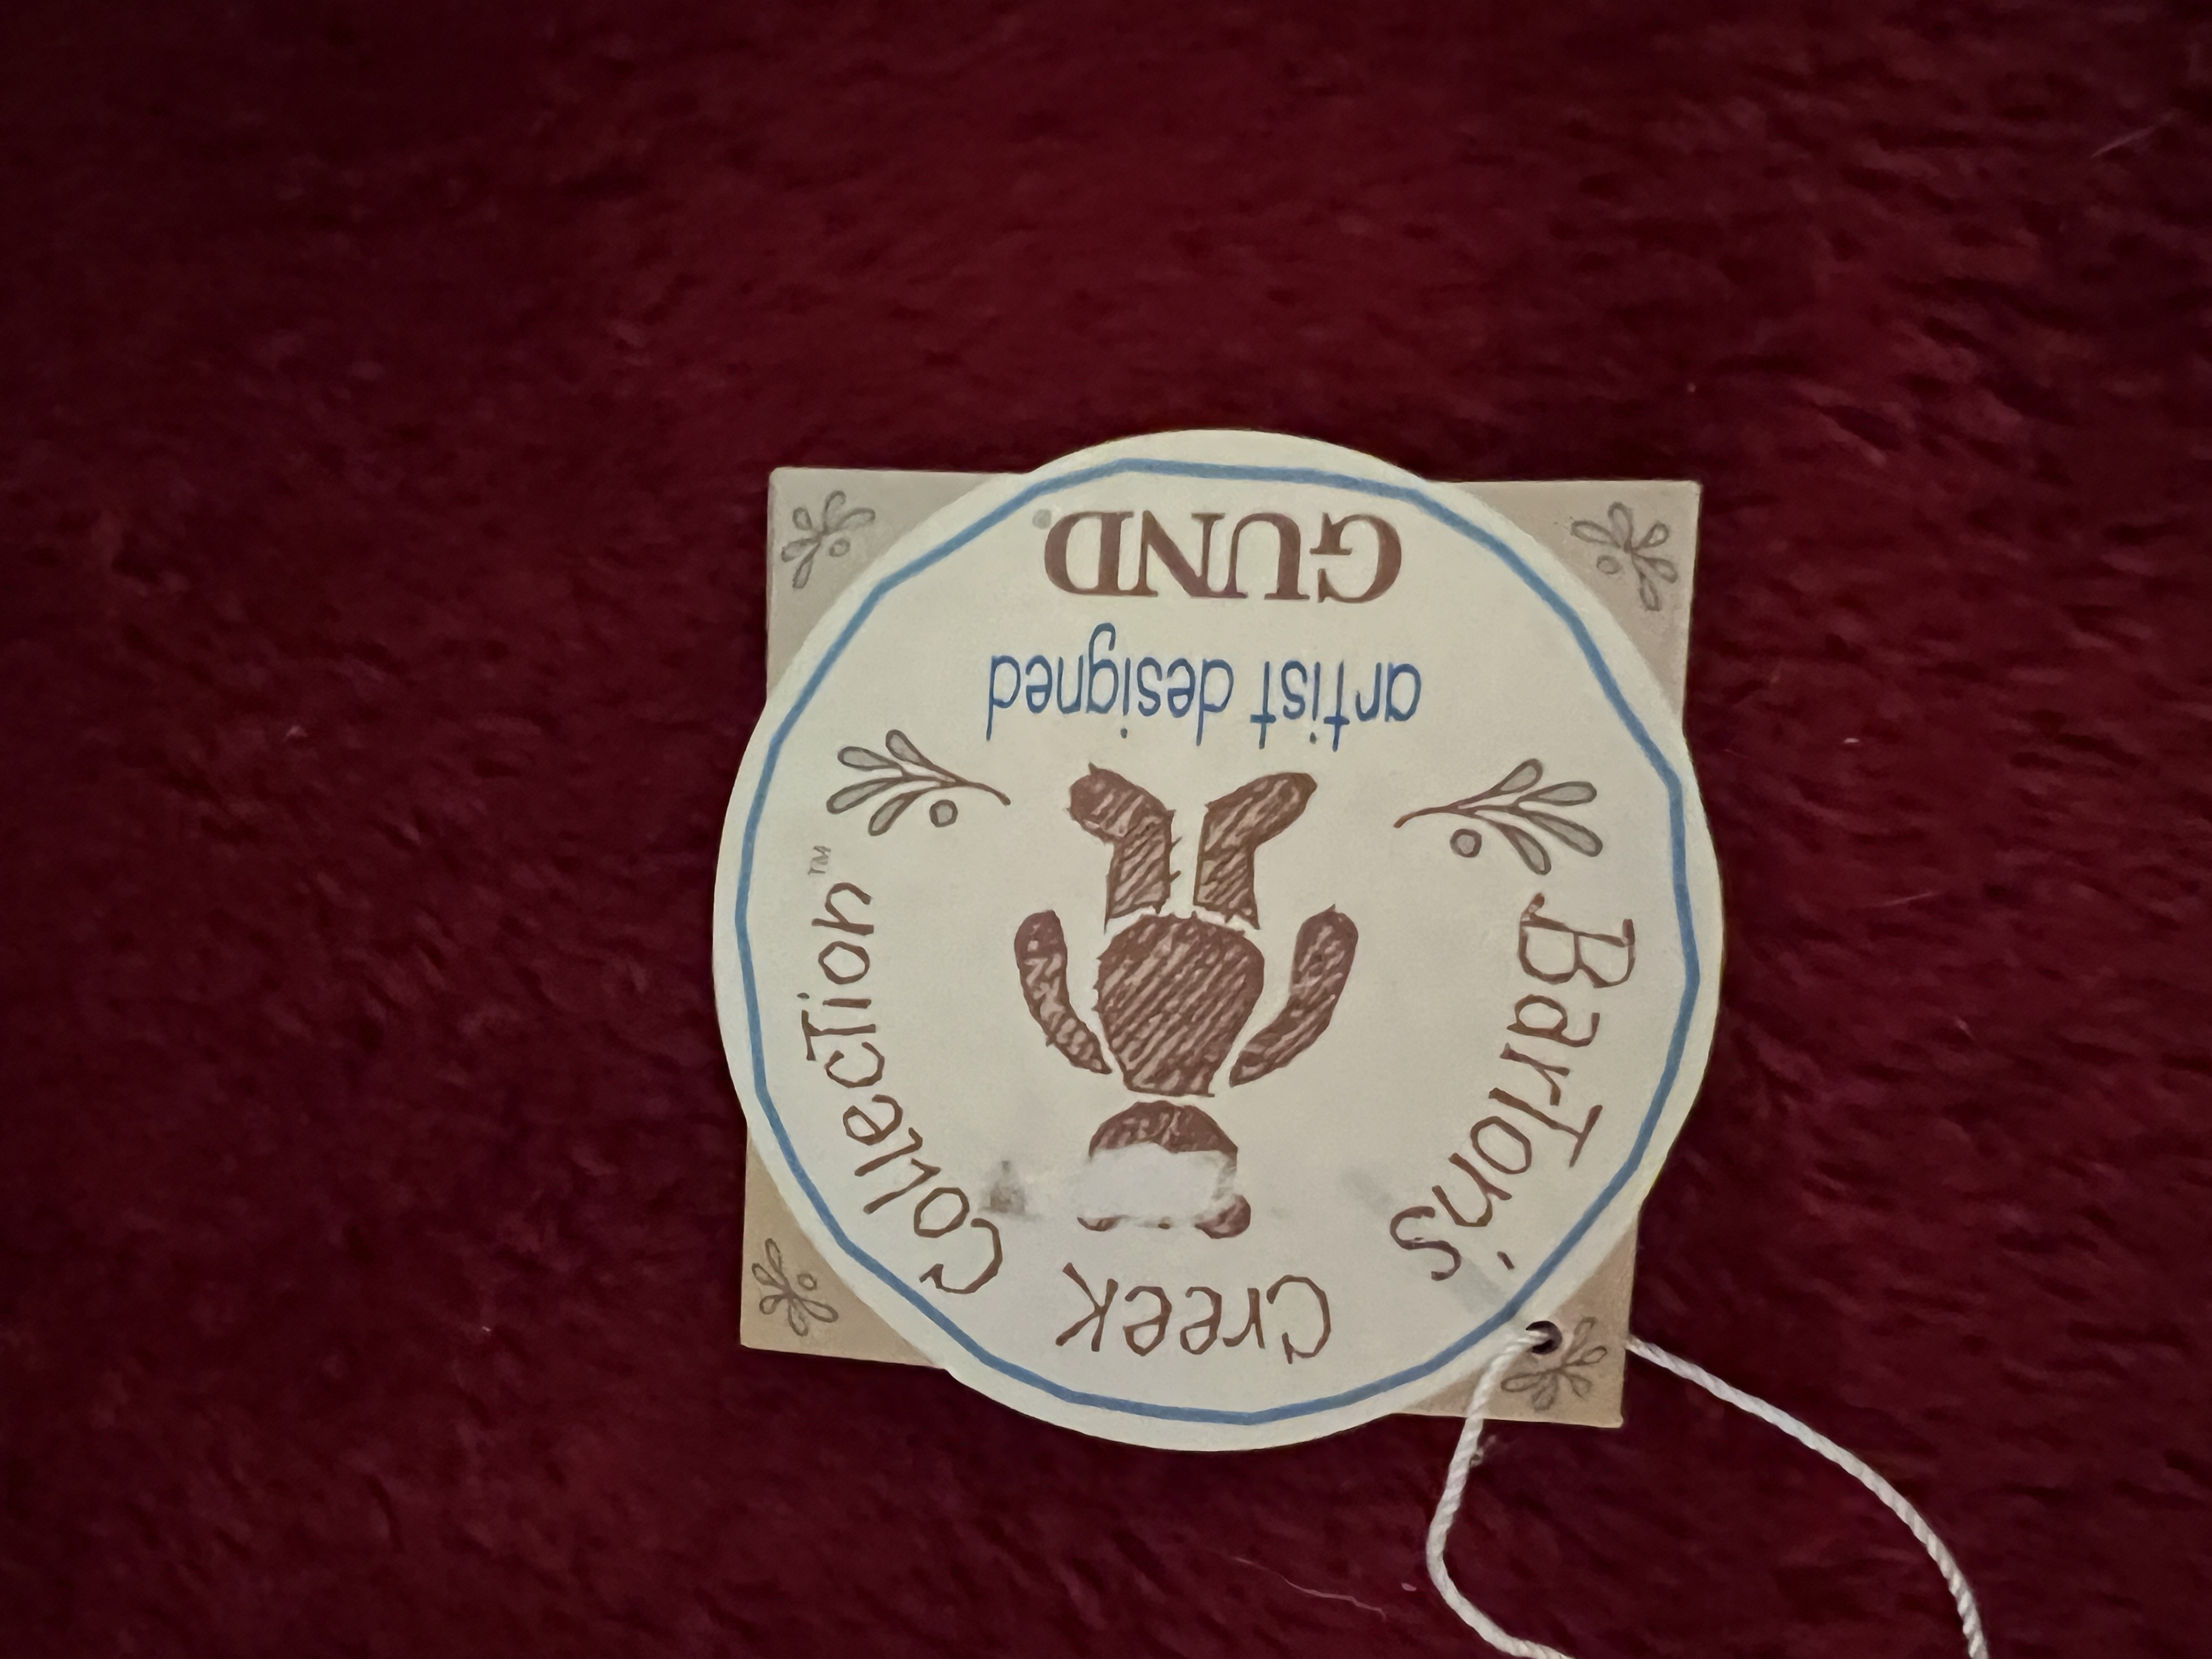 BarTon's Creek CollecTion™
artist designed
GUND®